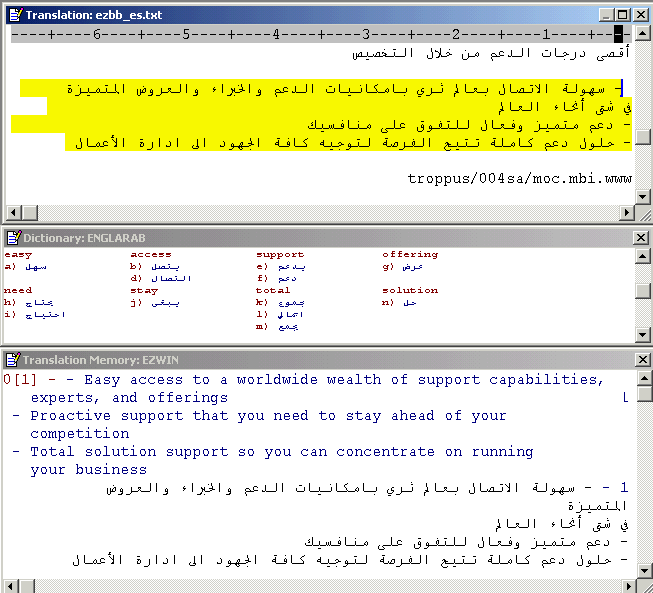 Translation: ezbb_es.txt
----+----6----+----5----+----4----+----3----+----2----+----1----+----
أقصى درجات الدعم من خلال التخصيص
- سهولة الاتصال بعالم ثري بامكانيات الدعم والخبراء والعروض المتميزة
في شتى أنحاء العالم
- دعم متميز وفعال للتفوق على منافسيك
- حلول دعم كاملة تتيح الفرصة لتوجيه كافة الجهود الى ادارة الأعمال
troppus/004sa/moc.mbi.www
Dictionary: ENGLARAB
easy access support offering
a) سهل b) يتصل e) يدعم g) عرض
d) التصال f) دعم
need stay total solution
h) يحتاج j) يبقى k) مجموع n) حل
i) احتياج l) اجمالي
m) جمع
Translation Memory: EZWIN
0[1] - - Easy access to a worldwide wealth of support capabilities,
experts, and offerings
- Proactive support that you need to stay ahead of your
competition
- Total solution support so you can concentrate on running
your business
1 - - سهولة الاتصال بعالم ثري بامكانيات الدعم والخبراء والعروض
المتميزة
في شتى أنحاء العالم
- دعم متميز وفعال للتفوق على منافسيك
- حلول دعم كاملة تتيح الفرصة لتوجيه كافة الجهود الى ادارة الأعمال